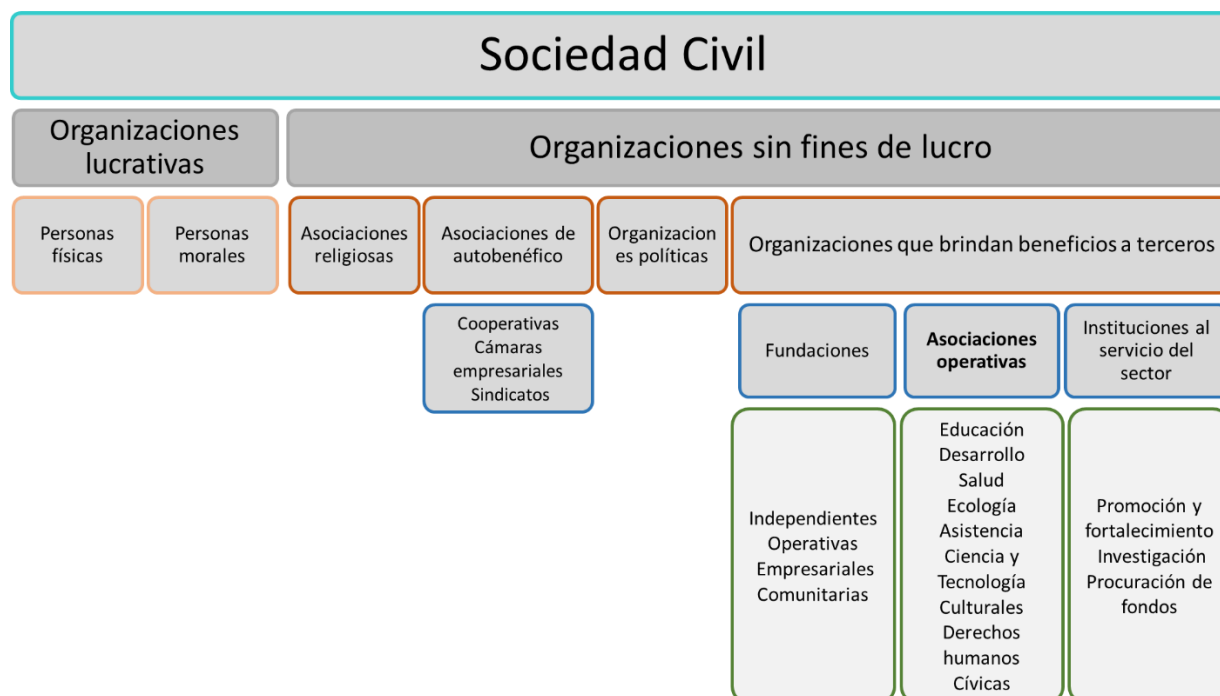 Sociedad Civil
Organizaciones
lucrativas
Organizaciones sin fines de lucro
Personas
físicas
Personas
morales
Asociaciones
religiosas
Asociaciones de
autobenéfico
Organizacion
es políticas
Organizaciones que brindan beneficios a terceros
Cooperativas
Cámaras
empresariales
Sindicatos
Fundaciones
Asociaciones
operativas
Instituciones al
servicio del
sector
Independientes
Operativas
Empresariales
Comunitarias
Educación
Desarrollo
Salud
Ecología
Asistencia
Ciencia y
Tecnología
Culturales
Derechos
humanos
Cívicas
Promoción y
fortalecimiento
Investigación
Procuración de
fondos